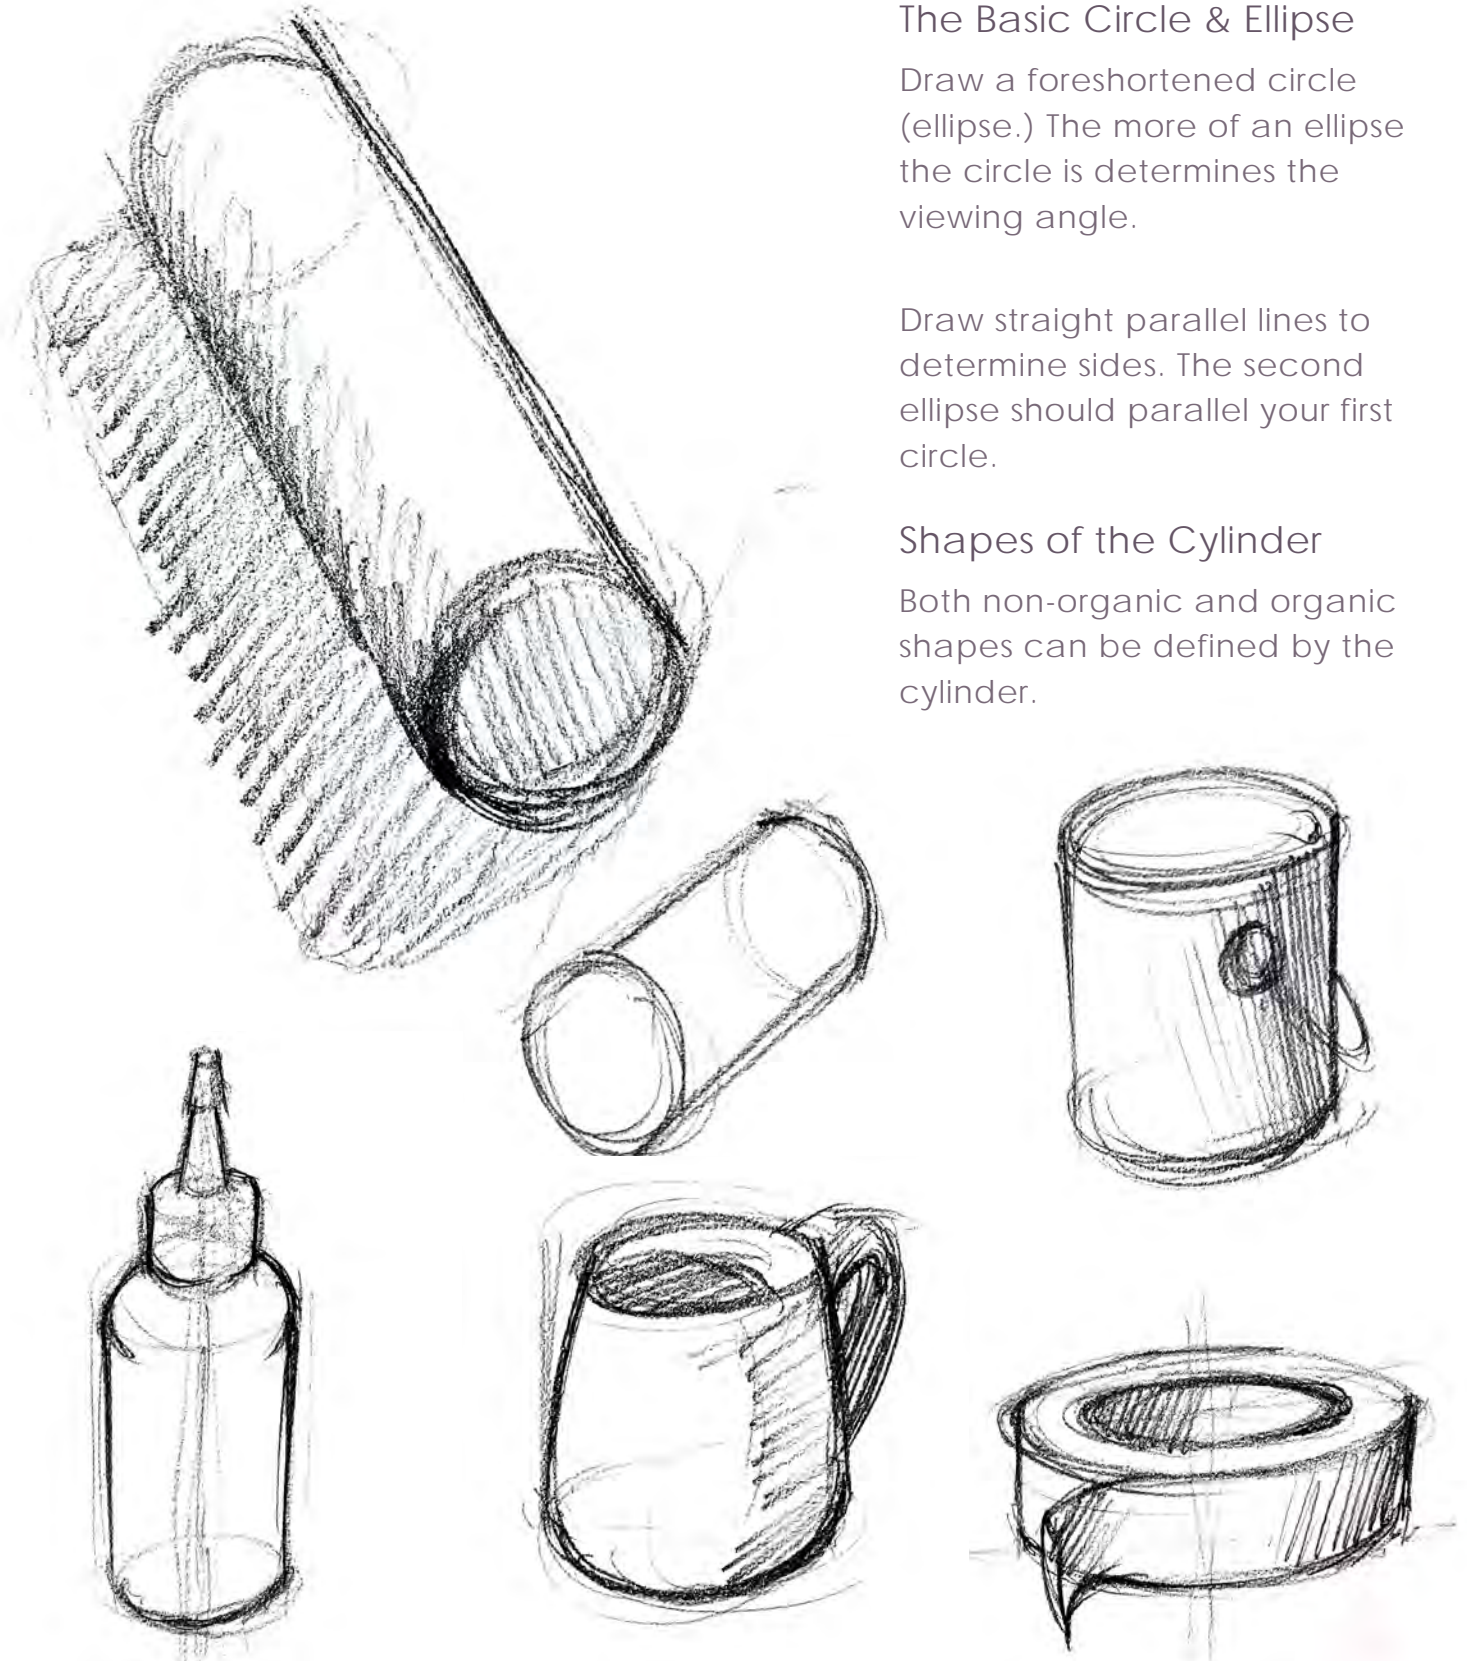 The Basic Circle & Ellipse
Draw a foreshortened circle
(ellipse.) The more of an ellipse
the circle is determines the
viewing angle.
Draw straight parallel lines to
determine sides. The second
ellipse should parallel your first
circle.
Shapes of the Cylinder
Both non-organic and organic
shapes can be defined by the
cylinder.